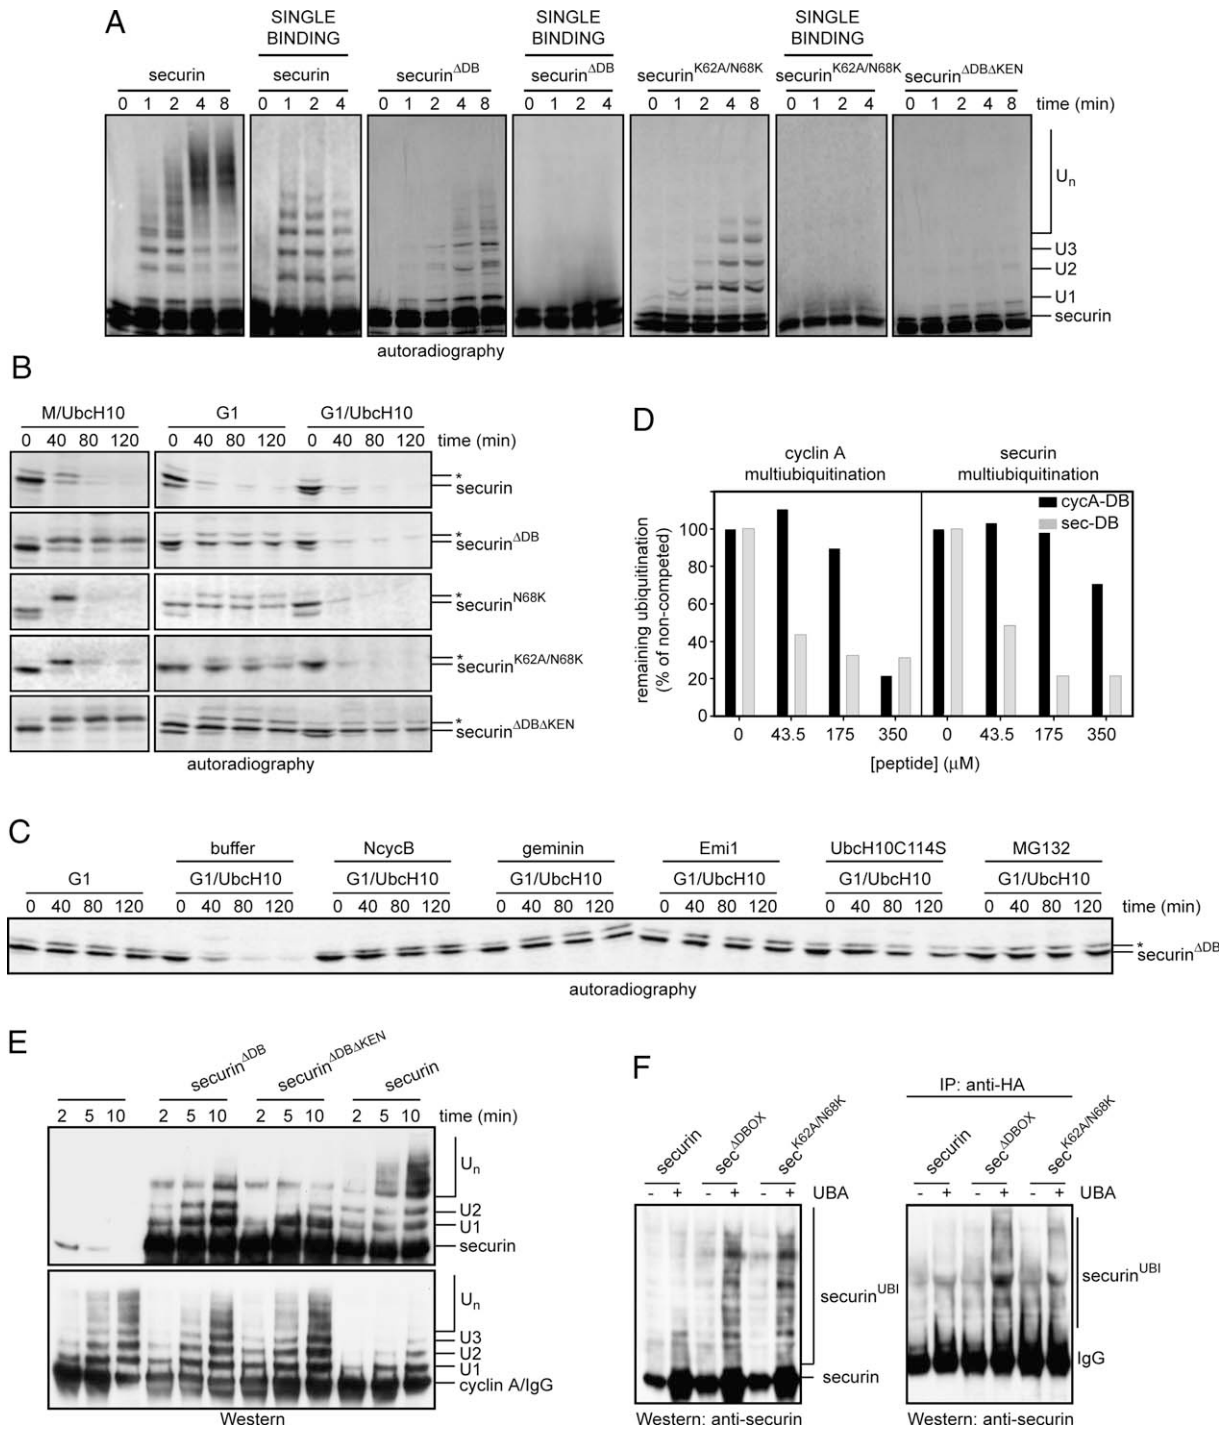 A
SINGLE BINDING SINGLE BINDING SINGLE BINDING
securin securin securinΔDB securinΔDB securinK62A/N68K securinK62A/N68K securinΔDBΔKEN
0 1 2 4 8 0 1 2 4 0 1 2 4 8 0 1 2 4 0 1 2 4 8 0 1 2 4 0 1 2 4 8 time (min)
Un
U3
U2
U1
securin
autoradiography
B
M/UbcH10 G1 G1/UbcH10
0 40 80 120 0 40 80 120 0 40 80 120 time (min)
*
securin
*
securinΔDB
*
securinN68K
*
securinK62A/N68K
*
securinΔDBΔKEN
autoradiography
D
cyclin A multiubiquitination securin multiubiquitination
cycA-DB
sec-DB
remaining ubiquitination (% of non-competed)
100
80
60
40
20
0
0 43.5 175 350 0 43.5 175 350
[peptide] (μM)
C
buffer NcycB geminin Emi1 UbcH10C114S MG132
G1 G1/UbcH10 G1/UbcH10 G1/UbcH10 G1/UbcH10 G1/UbcH10 G1/UbcH10
0 40 80 120 0 40 80 120 0 40 80 120 0 40 80 120 0 40 80 120 0 40 80 120 0 40 80 120 time (min)
*
securinΔDB
autoradiography
E
securinΔDB securinΔDBΔKEN securin
2 5 10 2 5 10 2 5 10 2 5 10 time (min)
Un
U2
U1
securin
Un
U3
U2
U1
cyclin A/IgG
Western
F
IP: anti-HA
securin secΔDBOX secK62A/N68K securin secΔDBOX secK62A/N68K
- + - + - + UBA - + - + - + UBA
securinUBI
securin
securinUBI
IgG
Western: anti-securin Western: anti-securin